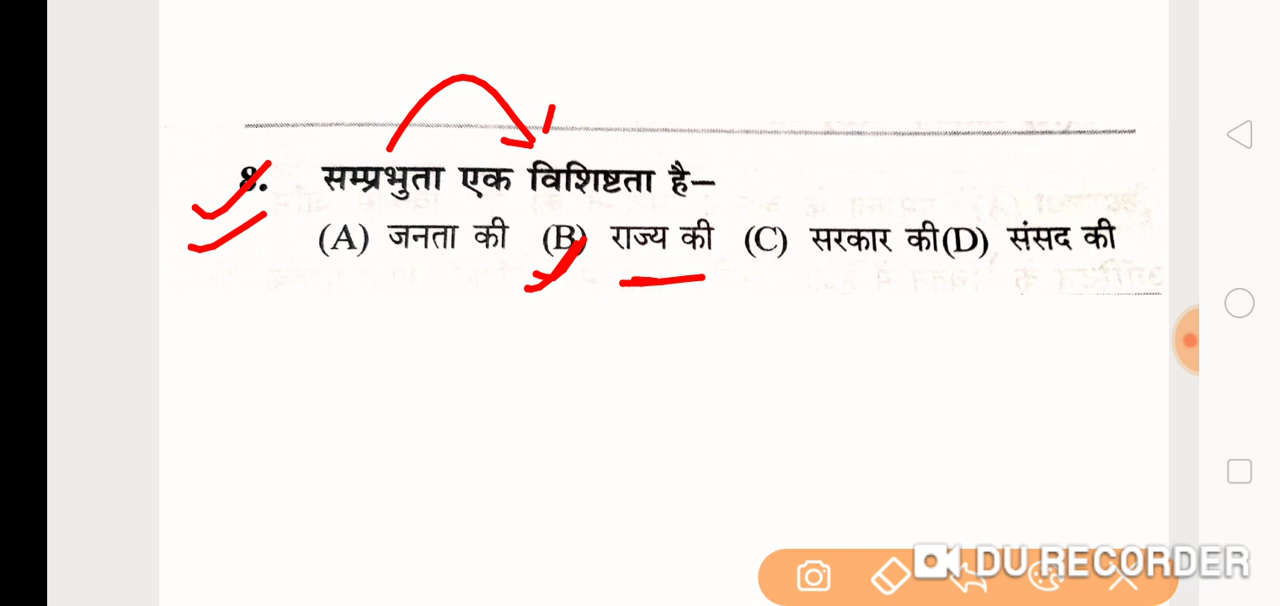 8. सम्प्रभुता एक विशिष्टता है–
(A) जनता की (B) राज्य की (C) सरकार की (D) संसद की
DU RECORDER